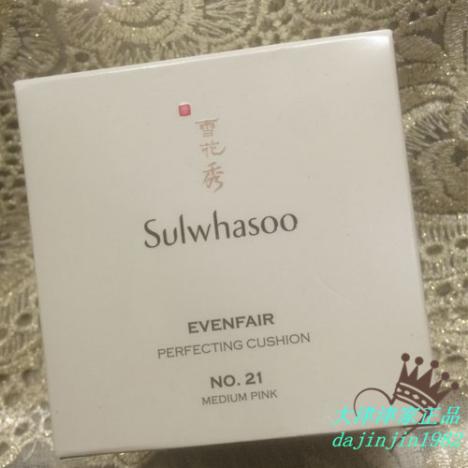 雪花秀
Sulwhasoo
EVENFAIR
PERFECTING CUSHION
NO. 21
MEDIUM PINK
大津津家正品
dajinjin1982